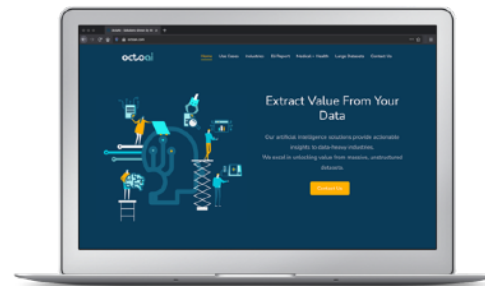 octoai
Home Use Cases Industries BI Report Medical - Health Large Datasets Contact Us
Extract Value From Your
Data
Our artificial intelligence solutions provide actionable
insights to data-heavy industries.
We excel in unlocking value from massive, unstructured
datasets.
Contact Us